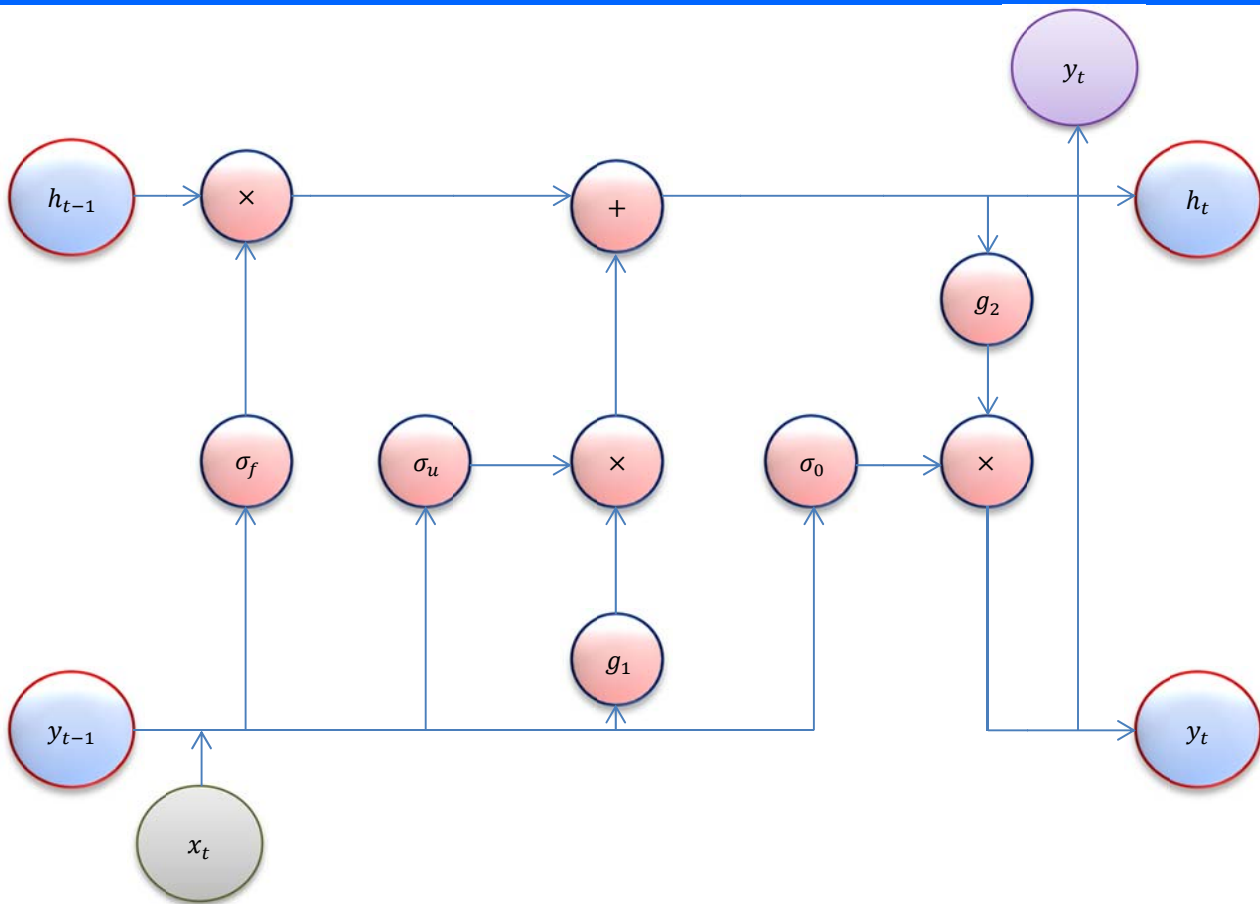 y_t
h_{t−1}
×
+
h_t
g_2
σ_f
σ_u
×
σ_0
×
g_1
y_{t−1}
y_t
x_t